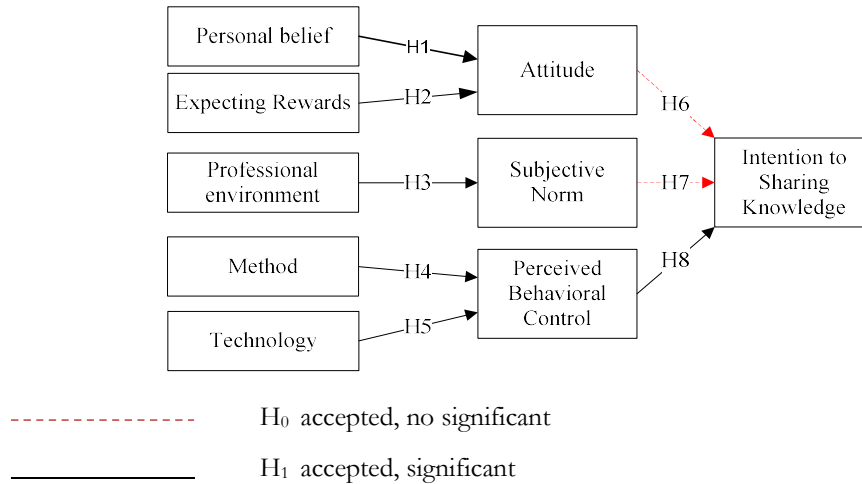 Personal belief
H1
Attitude
Expecting Rewards
H2
H6
Professional
environment
H3
Subjective
Norm
H7
Intention to
Sharing
Knowledge
Method
H4
Perceived
Behavioral
Control
H8
Technology
H5
H₀ accepted, no significant
H₁ accepted, significant